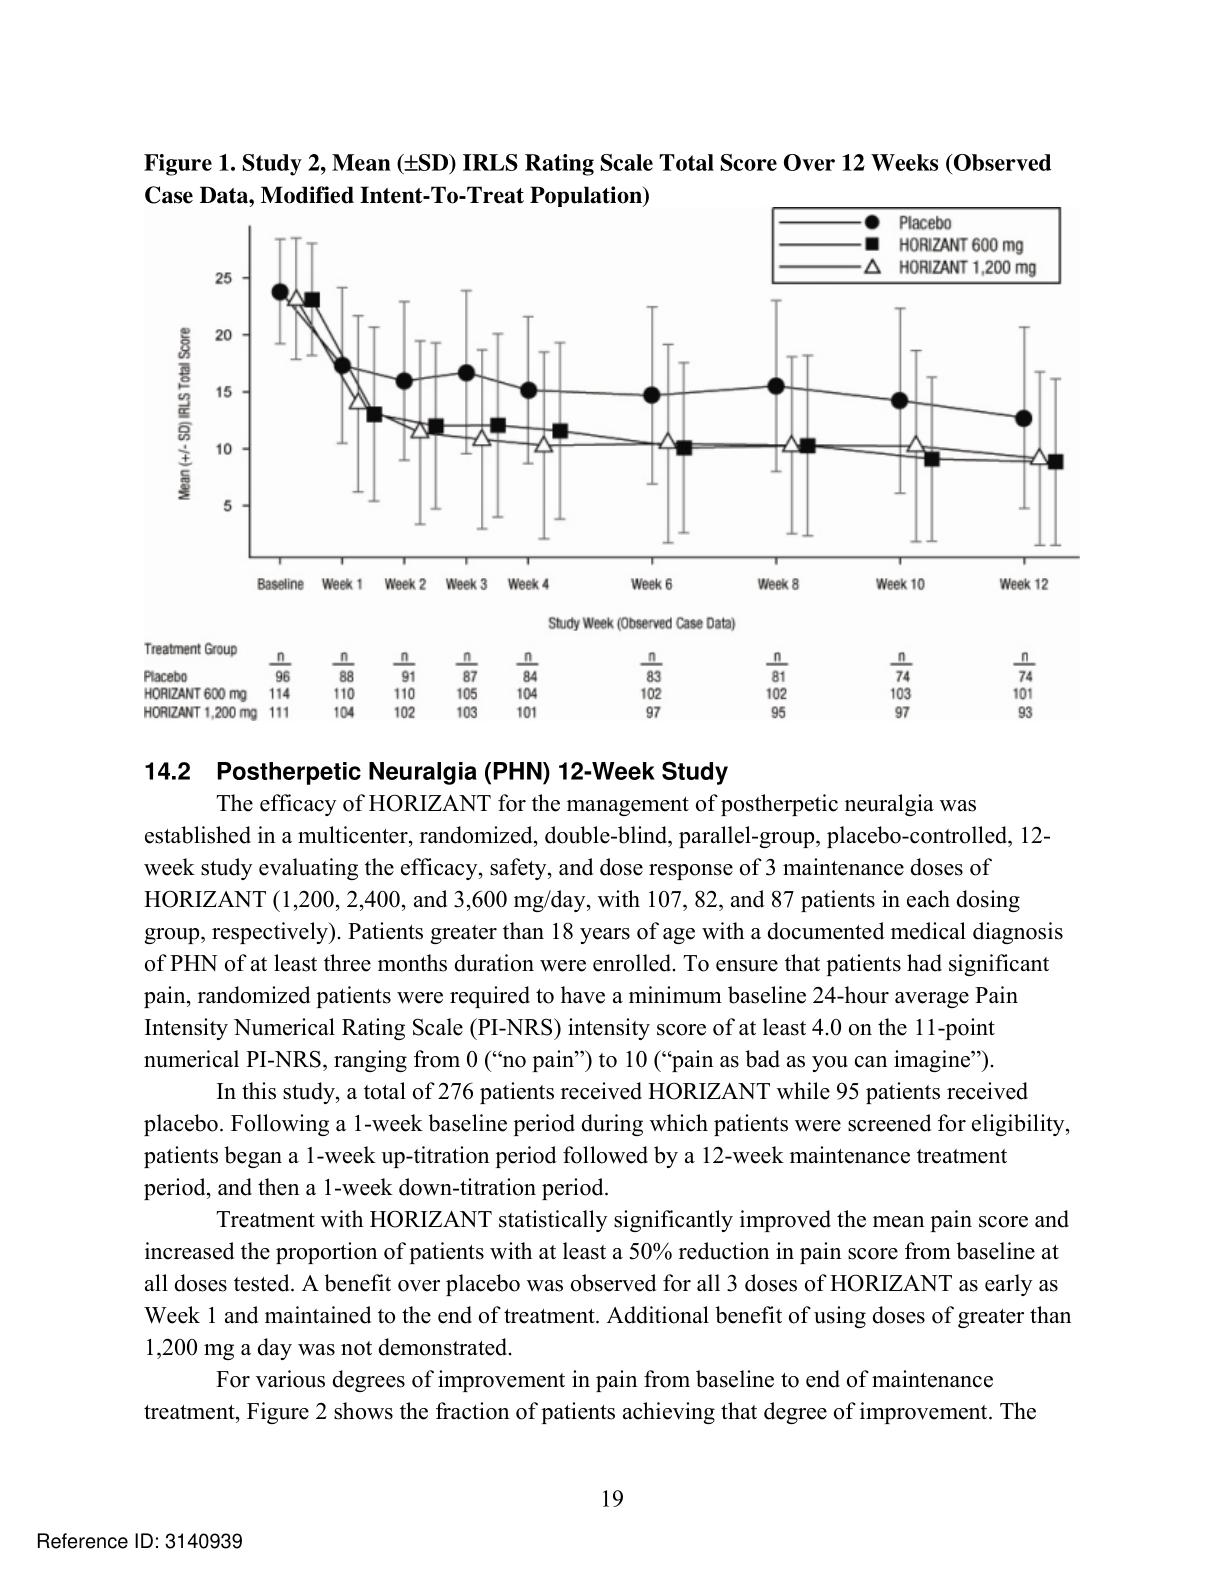 Figure 1. Study 2, Mean (±SD) IRLS Rating Scale Total Score Over 12 Weeks (Observed
Case Data, Modified Intent-To-Treat Population)
Placebo
HORIZANT 600 mg
HORIZANT 1,200 mg
Mean (+/- SD) IRLS Total Score
25
20
15
10
5
Baseline Week 1 Week 2 Week 3 Week 4 Week 6 Week 8 Week 10 Week 12
Study Week (Observed Case Data)
Treatment Group
n n n n n n n n n
Placebo 96 88 91 87 84 83 81 74 74
HORIZANT 600 mg 114 110 110 105 104 102 102 103 101
HORIZANT 1,200 mg 111 104 102 103 101 97 95 97 93
14.2 Postherpetic Neuralgia (PHN) 12-Week Study
The efficacy of HORIZANT for the management of postherpetic neuralgia was
established in a multicenter, randomized, double-blind, parallel-group, placebo-controlled, 12-
week study evaluating the efficacy, safety, and dose response of 3 maintenance doses of
HORIZANT (1,200, 2,400, and 3,600 mg/day, with 107, 82, and 87 patients in each dosing
group, respectively). Patients greater than 18 years of age with a documented medical diagnosis
of PHN of at least three months duration were enrolled. To ensure that patients had significant
pain, randomized patients were required to have a minimum baseline 24-hour average Pain
Intensity Numerical Rating Scale (PI-NRS) intensity score of at least 4.0 on the 11-point
numerical PI-NRS, ranging from 0 (“no pain”) to 10 (“pain as bad as you can imagine”).
In this study, a total of 276 patients received HORIZANT while 95 patients received
placebo. Following a 1-week baseline period during which patients were screened for eligibility,
patients began a 1-week up-titration period followed by a 12-week maintenance treatment
period, and then a 1-week down-titration period.
Treatment with HORIZANT statistically significantly improved the mean pain score and
increased the proportion of patients with at least a 50% reduction in pain score from baseline at
all doses tested. A benefit over placebo was observed for all 3 doses of HORIZANT as early as
Week 1 and maintained to the end of treatment. Additional benefit of using doses of greater than
1,200 mg a day was not demonstrated.
For various degrees of improvement in pain from baseline to end of maintenance
treatment, Figure 2 shows the fraction of patients achieving that degree of improvement. The
19
Reference ID: 3140939